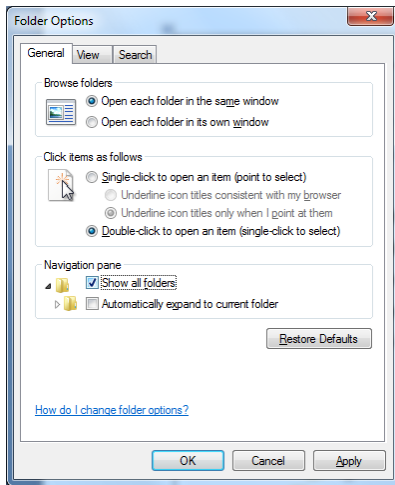 Folder Options
General View Search
Browse folders
Open each folder in the same window
Open each folder in its own window
Click items as follows
Single-click to open an item (point to select)
Underline icon titles consistent with my browser
Underline icon titles only when I point at them
Double-click to open an item (single-click to select)
Navigation pane
Show all folders
Automatically expand to current folder
Restore Defaults
How do I change folder options?
OK Cancel Apply